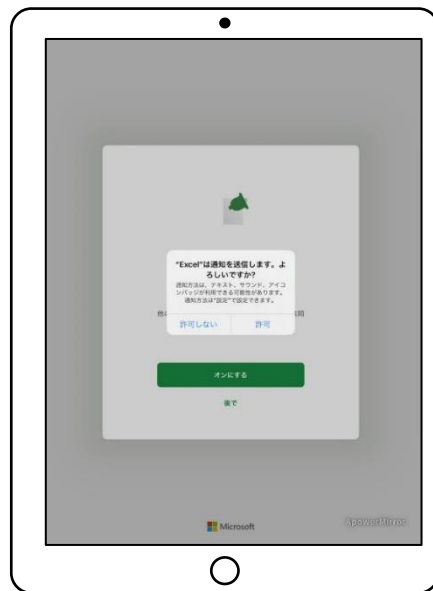 "Excel"は通知を送信します。よ
ろしいですか?
通知方法は、テキスト、サウンド、アイコ
ンバッジが利用できる可能性があります。
通知方法は"設定"で設定できます。
他
許可しない 許可
オンにする
後で
Microsoft
ApowerMirror